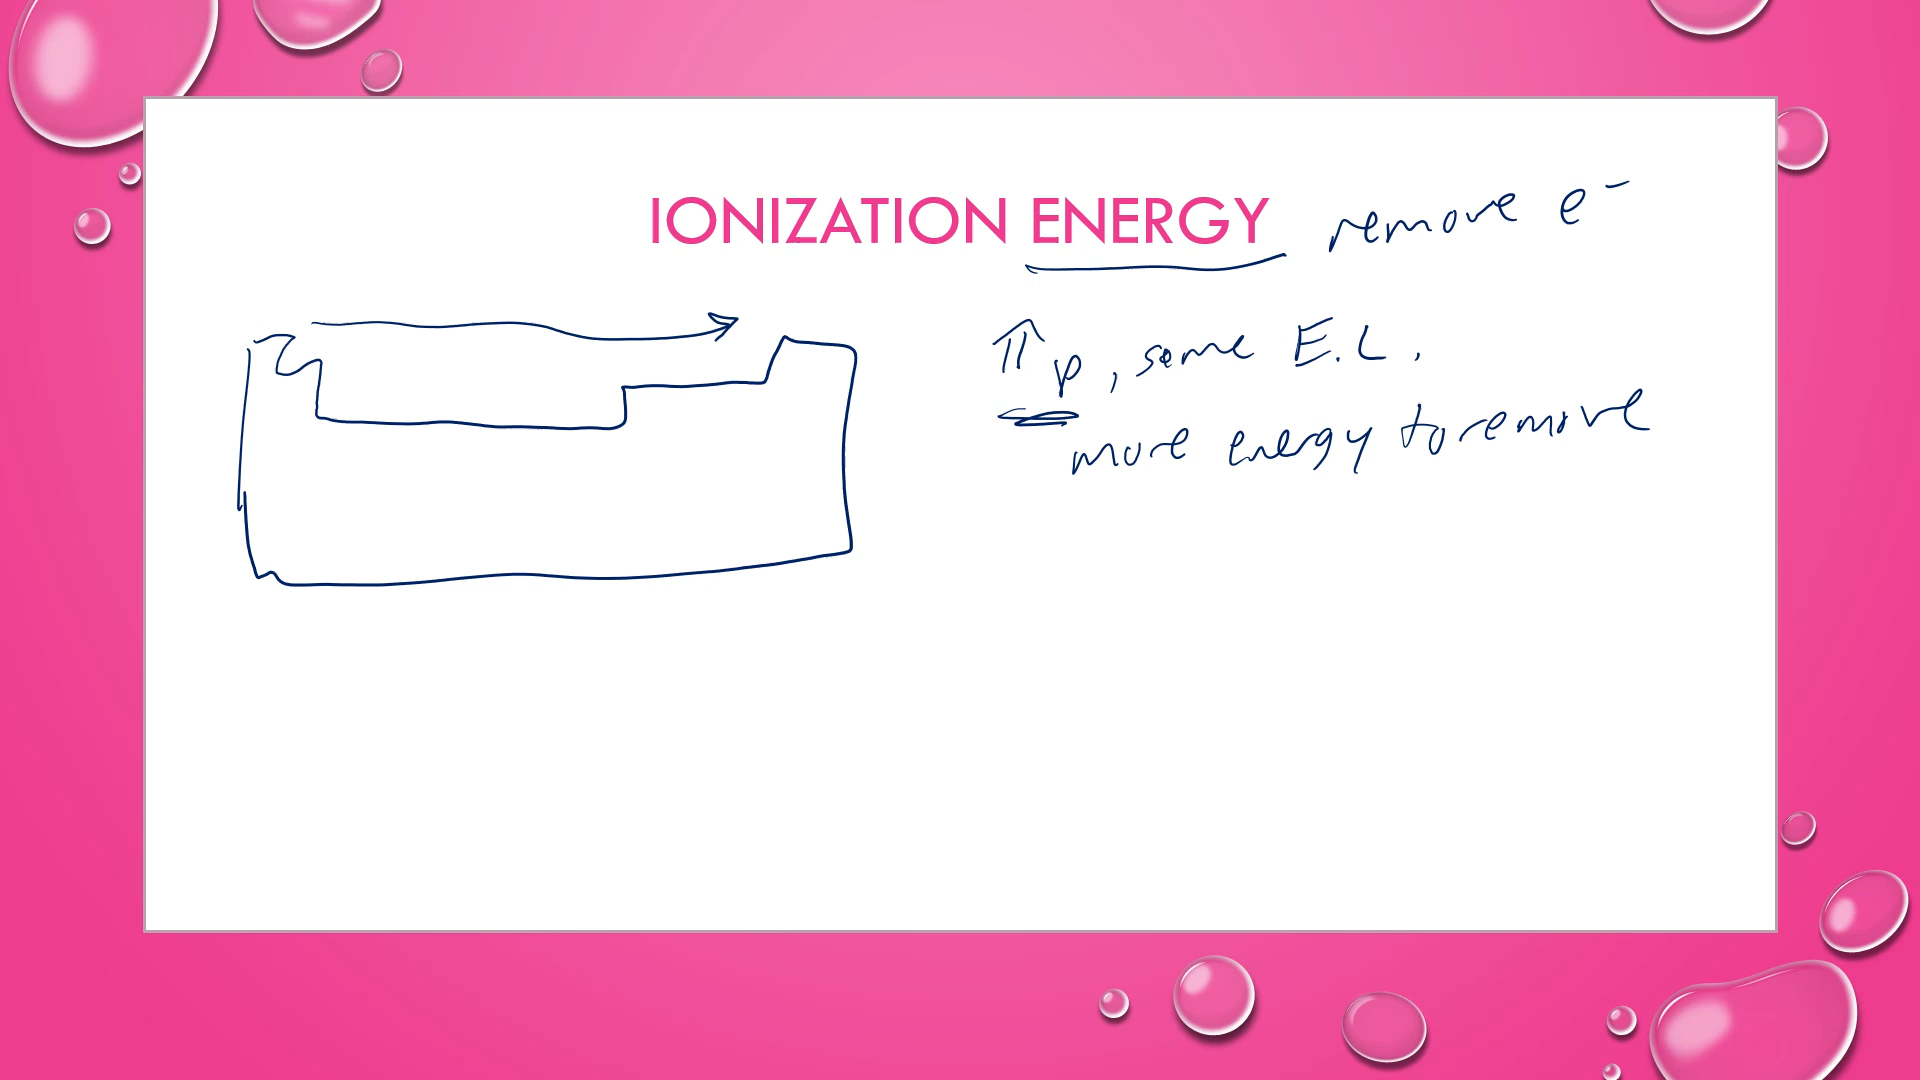 IONIZATION ENERGY remove e⁻
⇑ p, same E.L.
more energy to remove